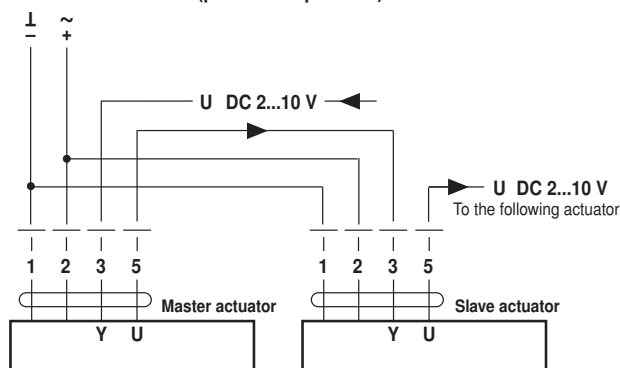 ⊥ ~
– +
U DC 2...10 V
U DC 2...10 V
To the following actuator
1 2 3 5 1 2 3 5
Master actuator Slave actuator
Y U Y U